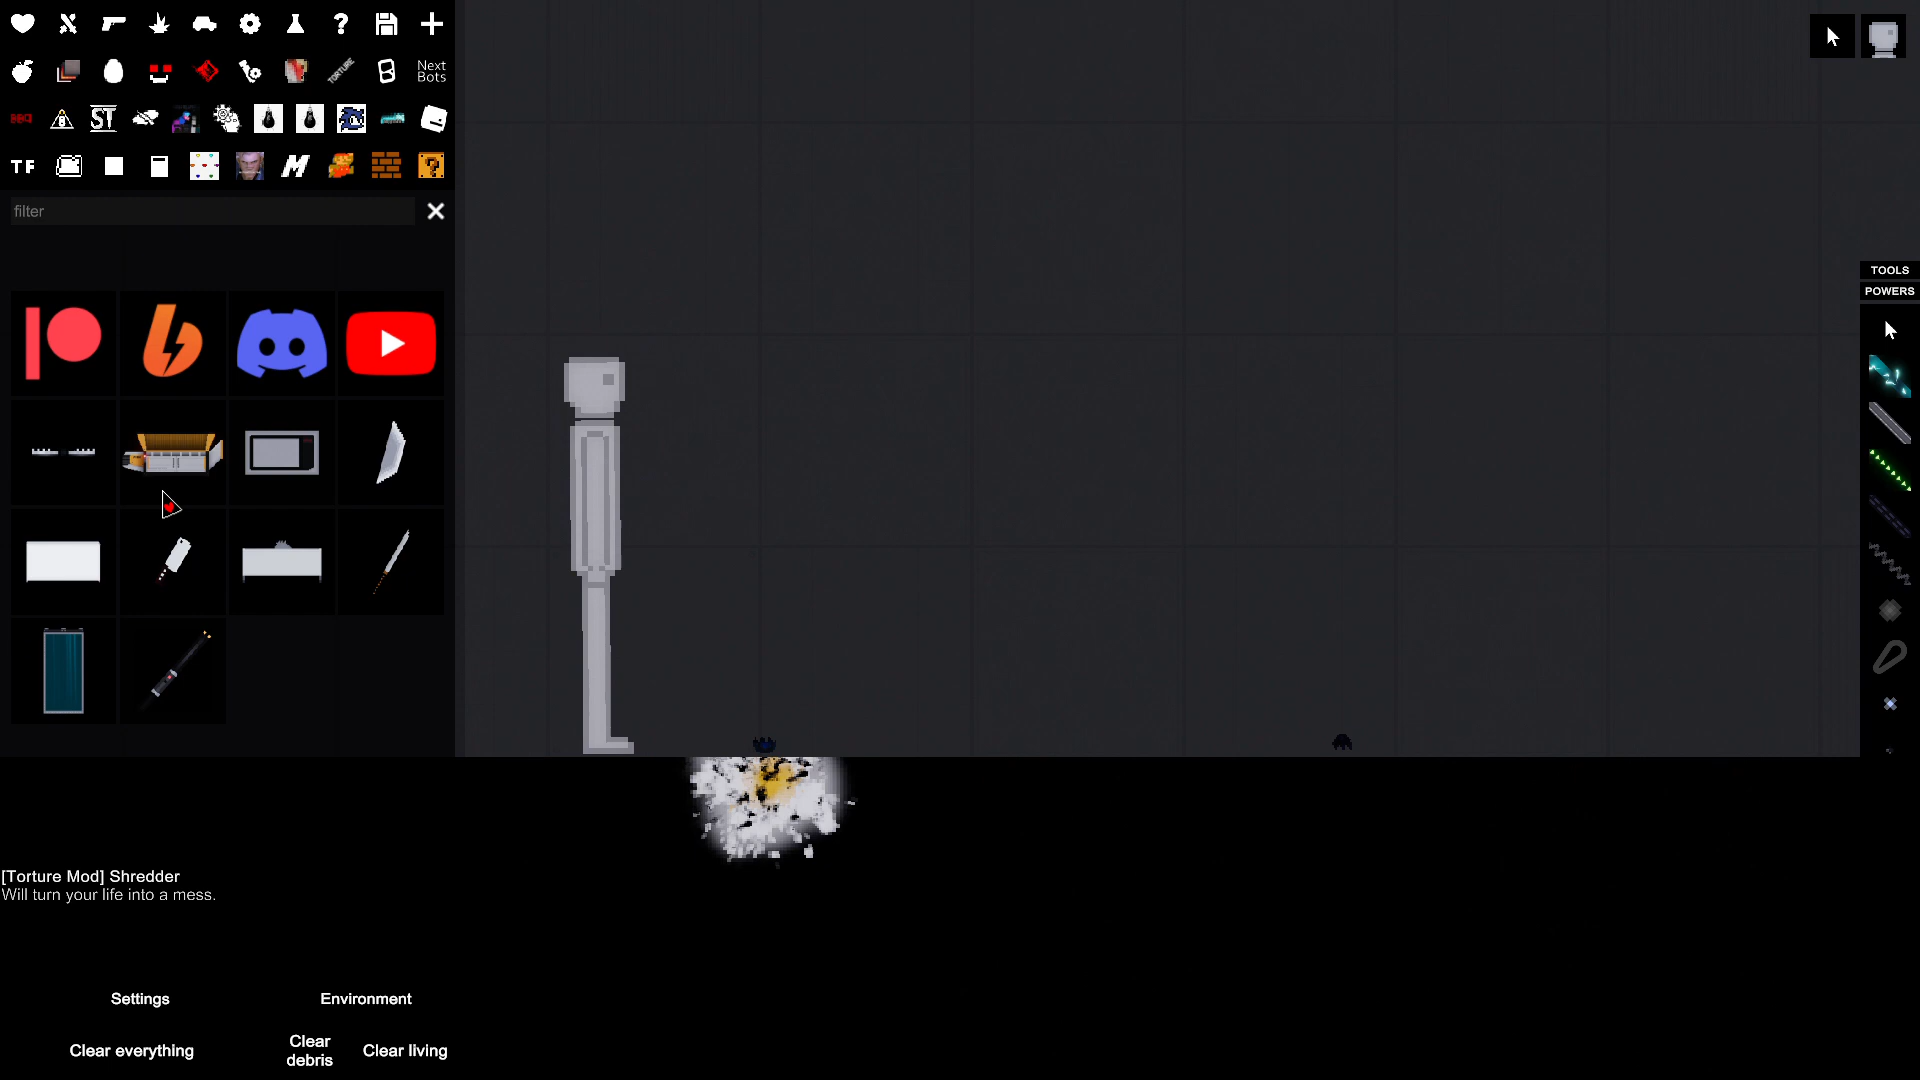 Next
Bots
TORTURE
ST
TF
M
filter
TOOLS
POWERS
[Torture Mod] Shredder
Will turn your life into a mess.
Settings
Environment
Clear everything
Clear
debris
Clear living